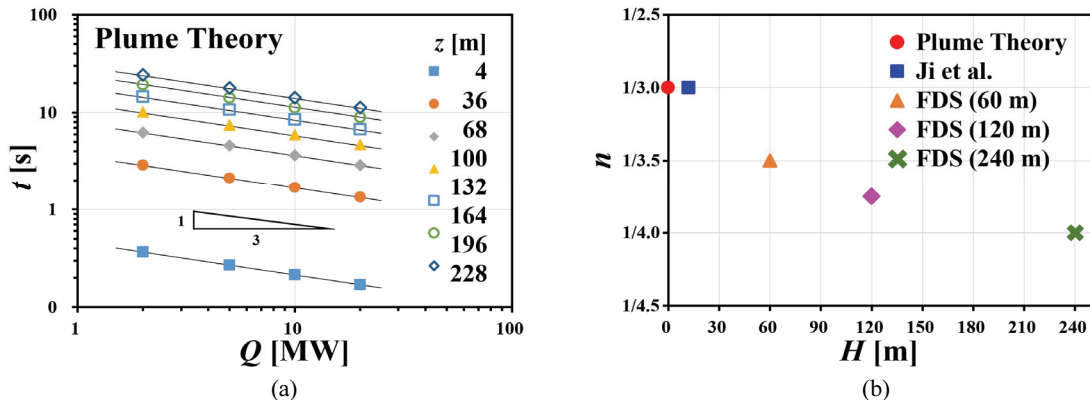 Plume Theory
z [m]
4
36
68
100
132
164
196
228
100
10
1
0
t [s]
1
3
1
10
100
Q [MW]
(a)
1/2.5
1/3.0
1/3.5
1/4.0
1/4.5
n
Plume Theory
Ji et al.
FDS (60 m)
FDS (120 m)
FDS (240 m)
0 30 60 90 120 150 180 210 240
H [m]
(b)